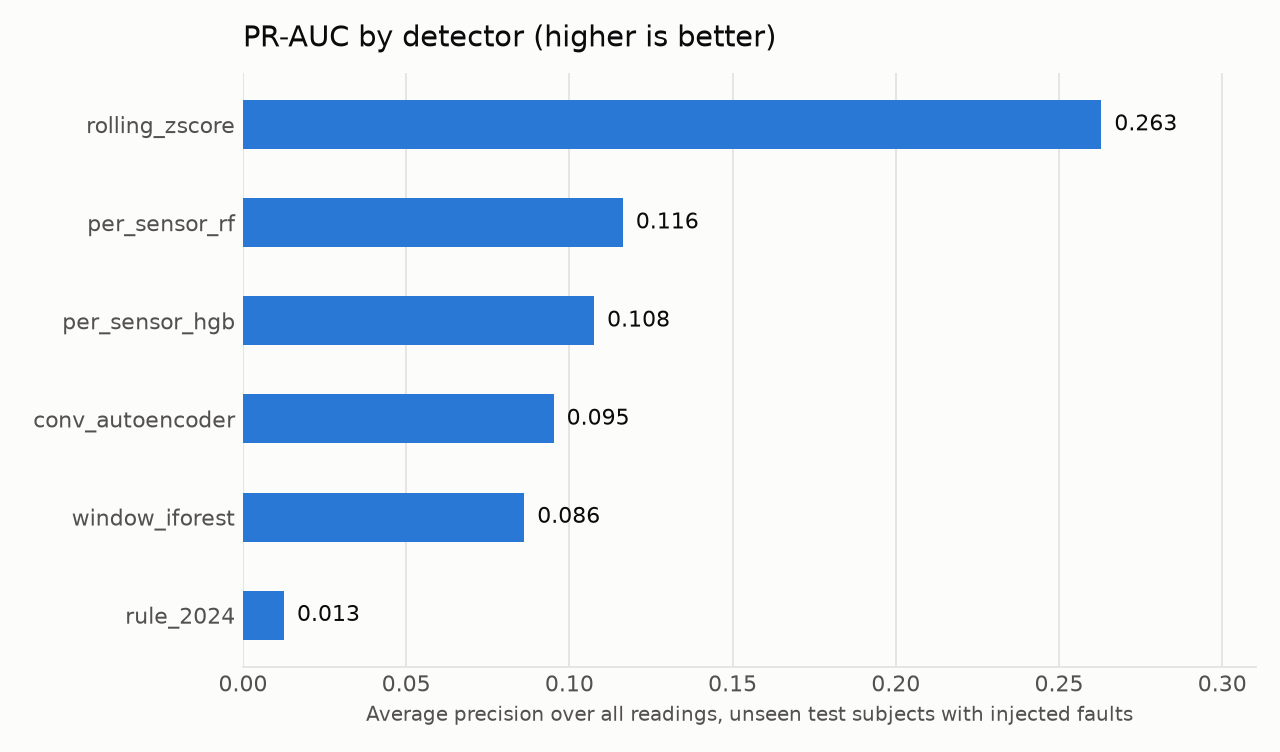 PR-AUC by detector (higher is better)
rolling_zscore 0.263
per_sensor_rf 0.116
per_sensor_hgb 0.108
conv_autoencoder 0.095
window_iforest 0.086
rule_2024 0.013
0.00 0.05 0.10 0.15 0.20 0.25 0.30
Average precision over all readings, unseen test subjects with injected faults